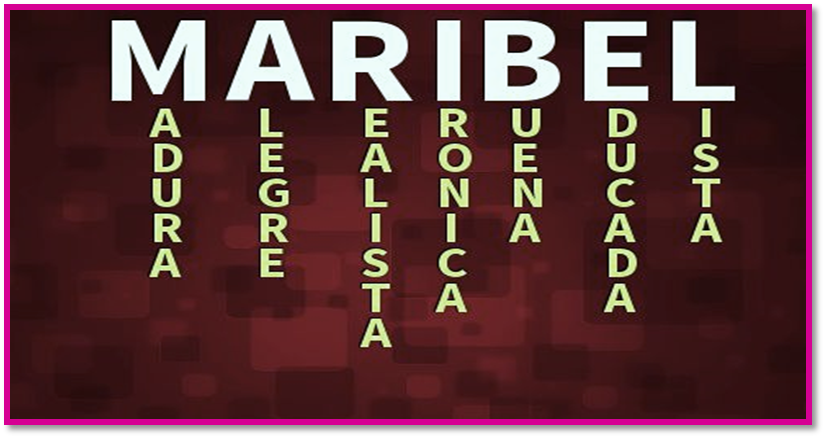 MARIBEL
ADURA
LEGRE
EALISTA
RONICA
UENA
DUCADA
ISTA